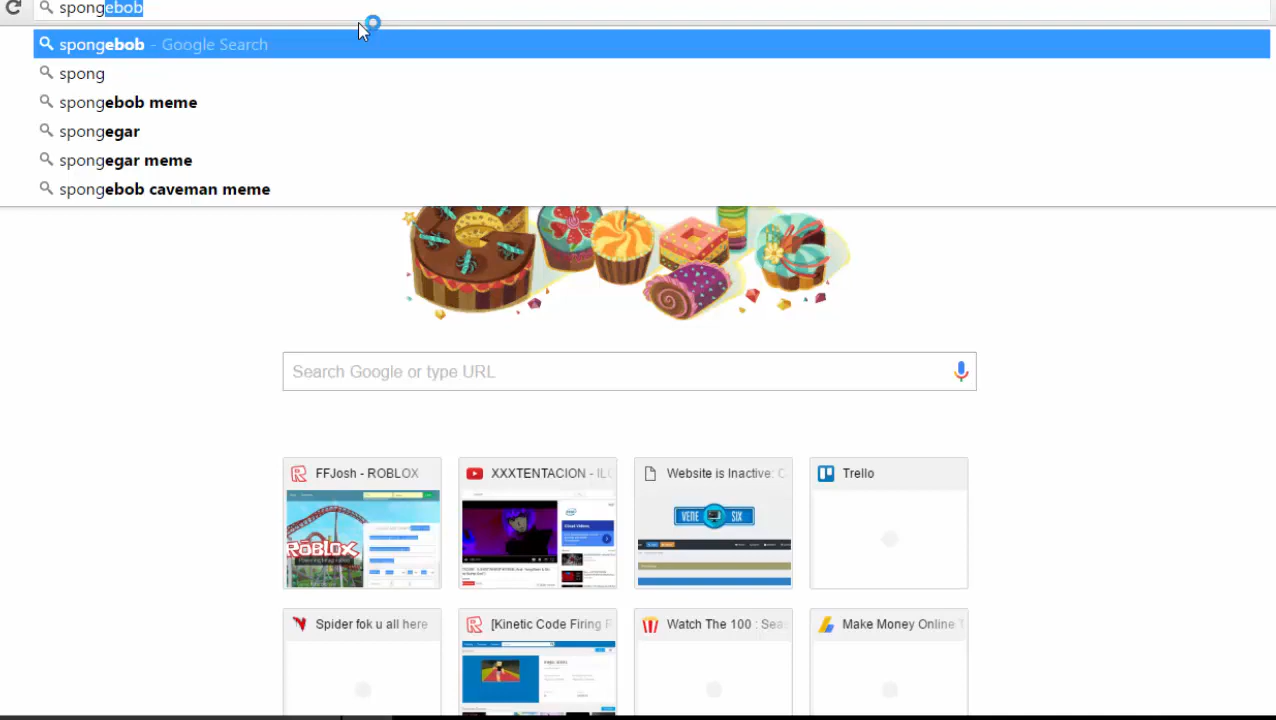 spongebob
spongebob - Google Search
spong
spongebob meme
spongegar
spongegar meme
spongebob caveman meme
Search Google or type URL
FFJosh - ROBLOX
XXXTENTACION - ILO
Website is Inactive: C
Trello
ROBLOX
VERE SIX
Spider fok u all here
[Kinetic Code Firing R
Watch The 100 : Seas
Make Money Online T